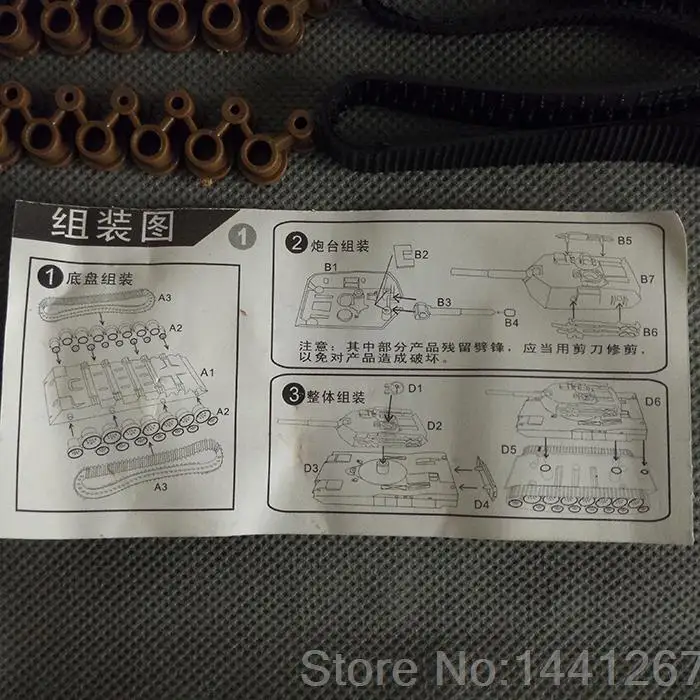 组装图
1
1 底盘组装
A3
A2
A1
A2
A3
2 炮台组装
B1
B2
B3
B4
B5
B7
B6
注意：其中部分产品残留劈锋，应当用剪刀修剪，
以免对产品造成破坏.
3 整体组装
D1
D2
D3
D4
D6
D5
Store No:1441267